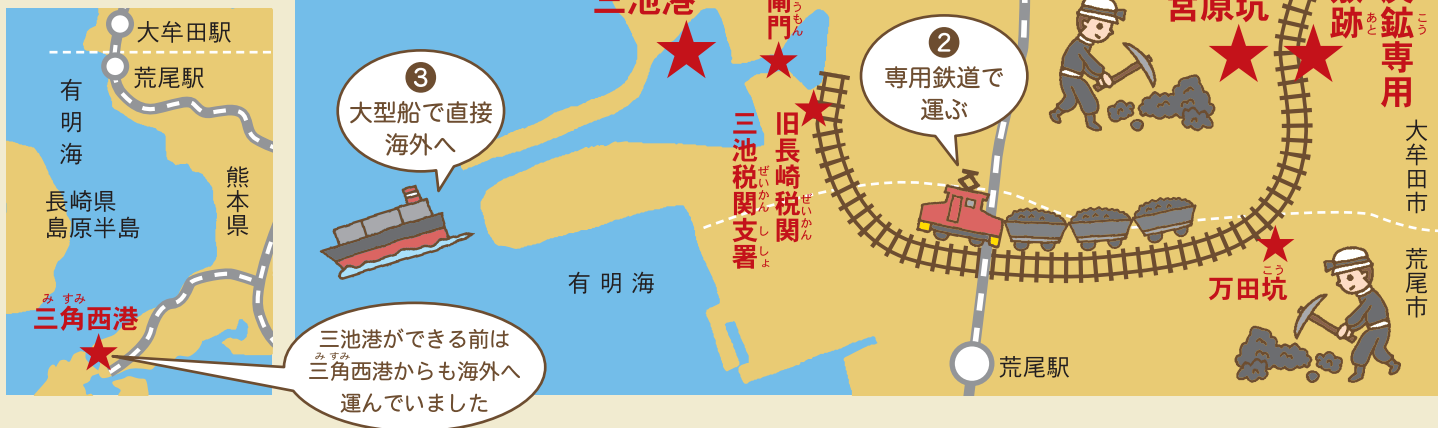 大牟田駅
荒尾駅
有明海
長崎県
島原半島
熊本県
み すみ
三角西港
三池港ができる前は
み すみ
三角西港からも海外へ
運んでいました
❸
大型船で直接
海外へ
三池港
うもん
閘門
旧長崎税関
ぜいかん
三池税関支署
ぜいかん し しょ
有明海
❷
専用鉄道で
運ぶ
宮原坑
跡
あと
鉱専用
こう
大牟田市
荒尾市
こう
万田坑
荒尾駅